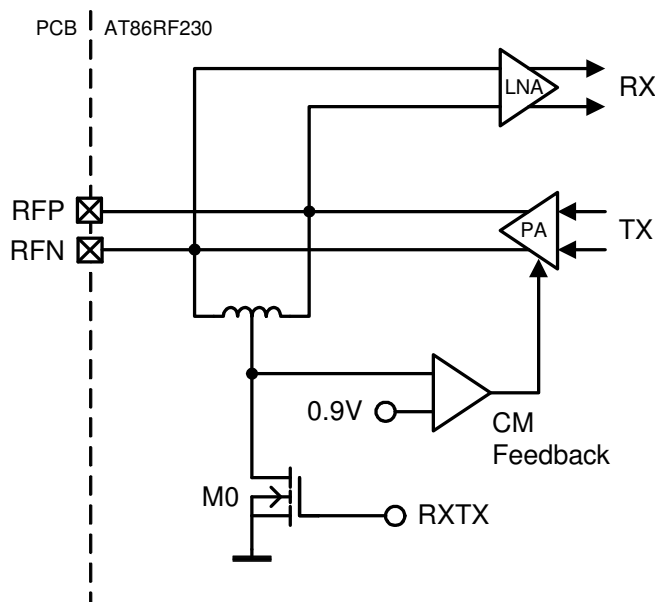 PCB AT86RF230
LNA
RX
RFP
RFN
PA
TX
0.9V
CM
Feedback
M0
RXTX